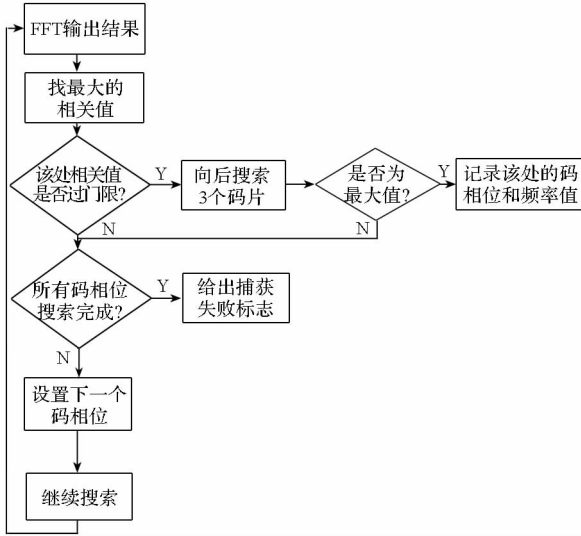 FFT输出结果
找最大的
相关值
该处相关值
是否过门限?
Y
向后搜索
3个码片
是否为
最大值?
Y
记录该处的码
相位和频率值
N
N
所有码相位
搜索完成?
Y
给出捕获
失败标志
N
设置下一个
码相位
继续搜索